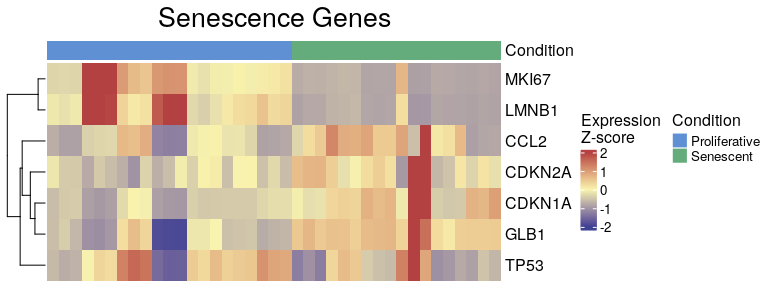 Senescence Genes
Condition
MKI67
LMNB1
CCL2
CDKN2A
CDKN1A
GLB1
TP53
Expression
Z-score
2
1
0
-1
-2
Condition
Proliferative
Senescent